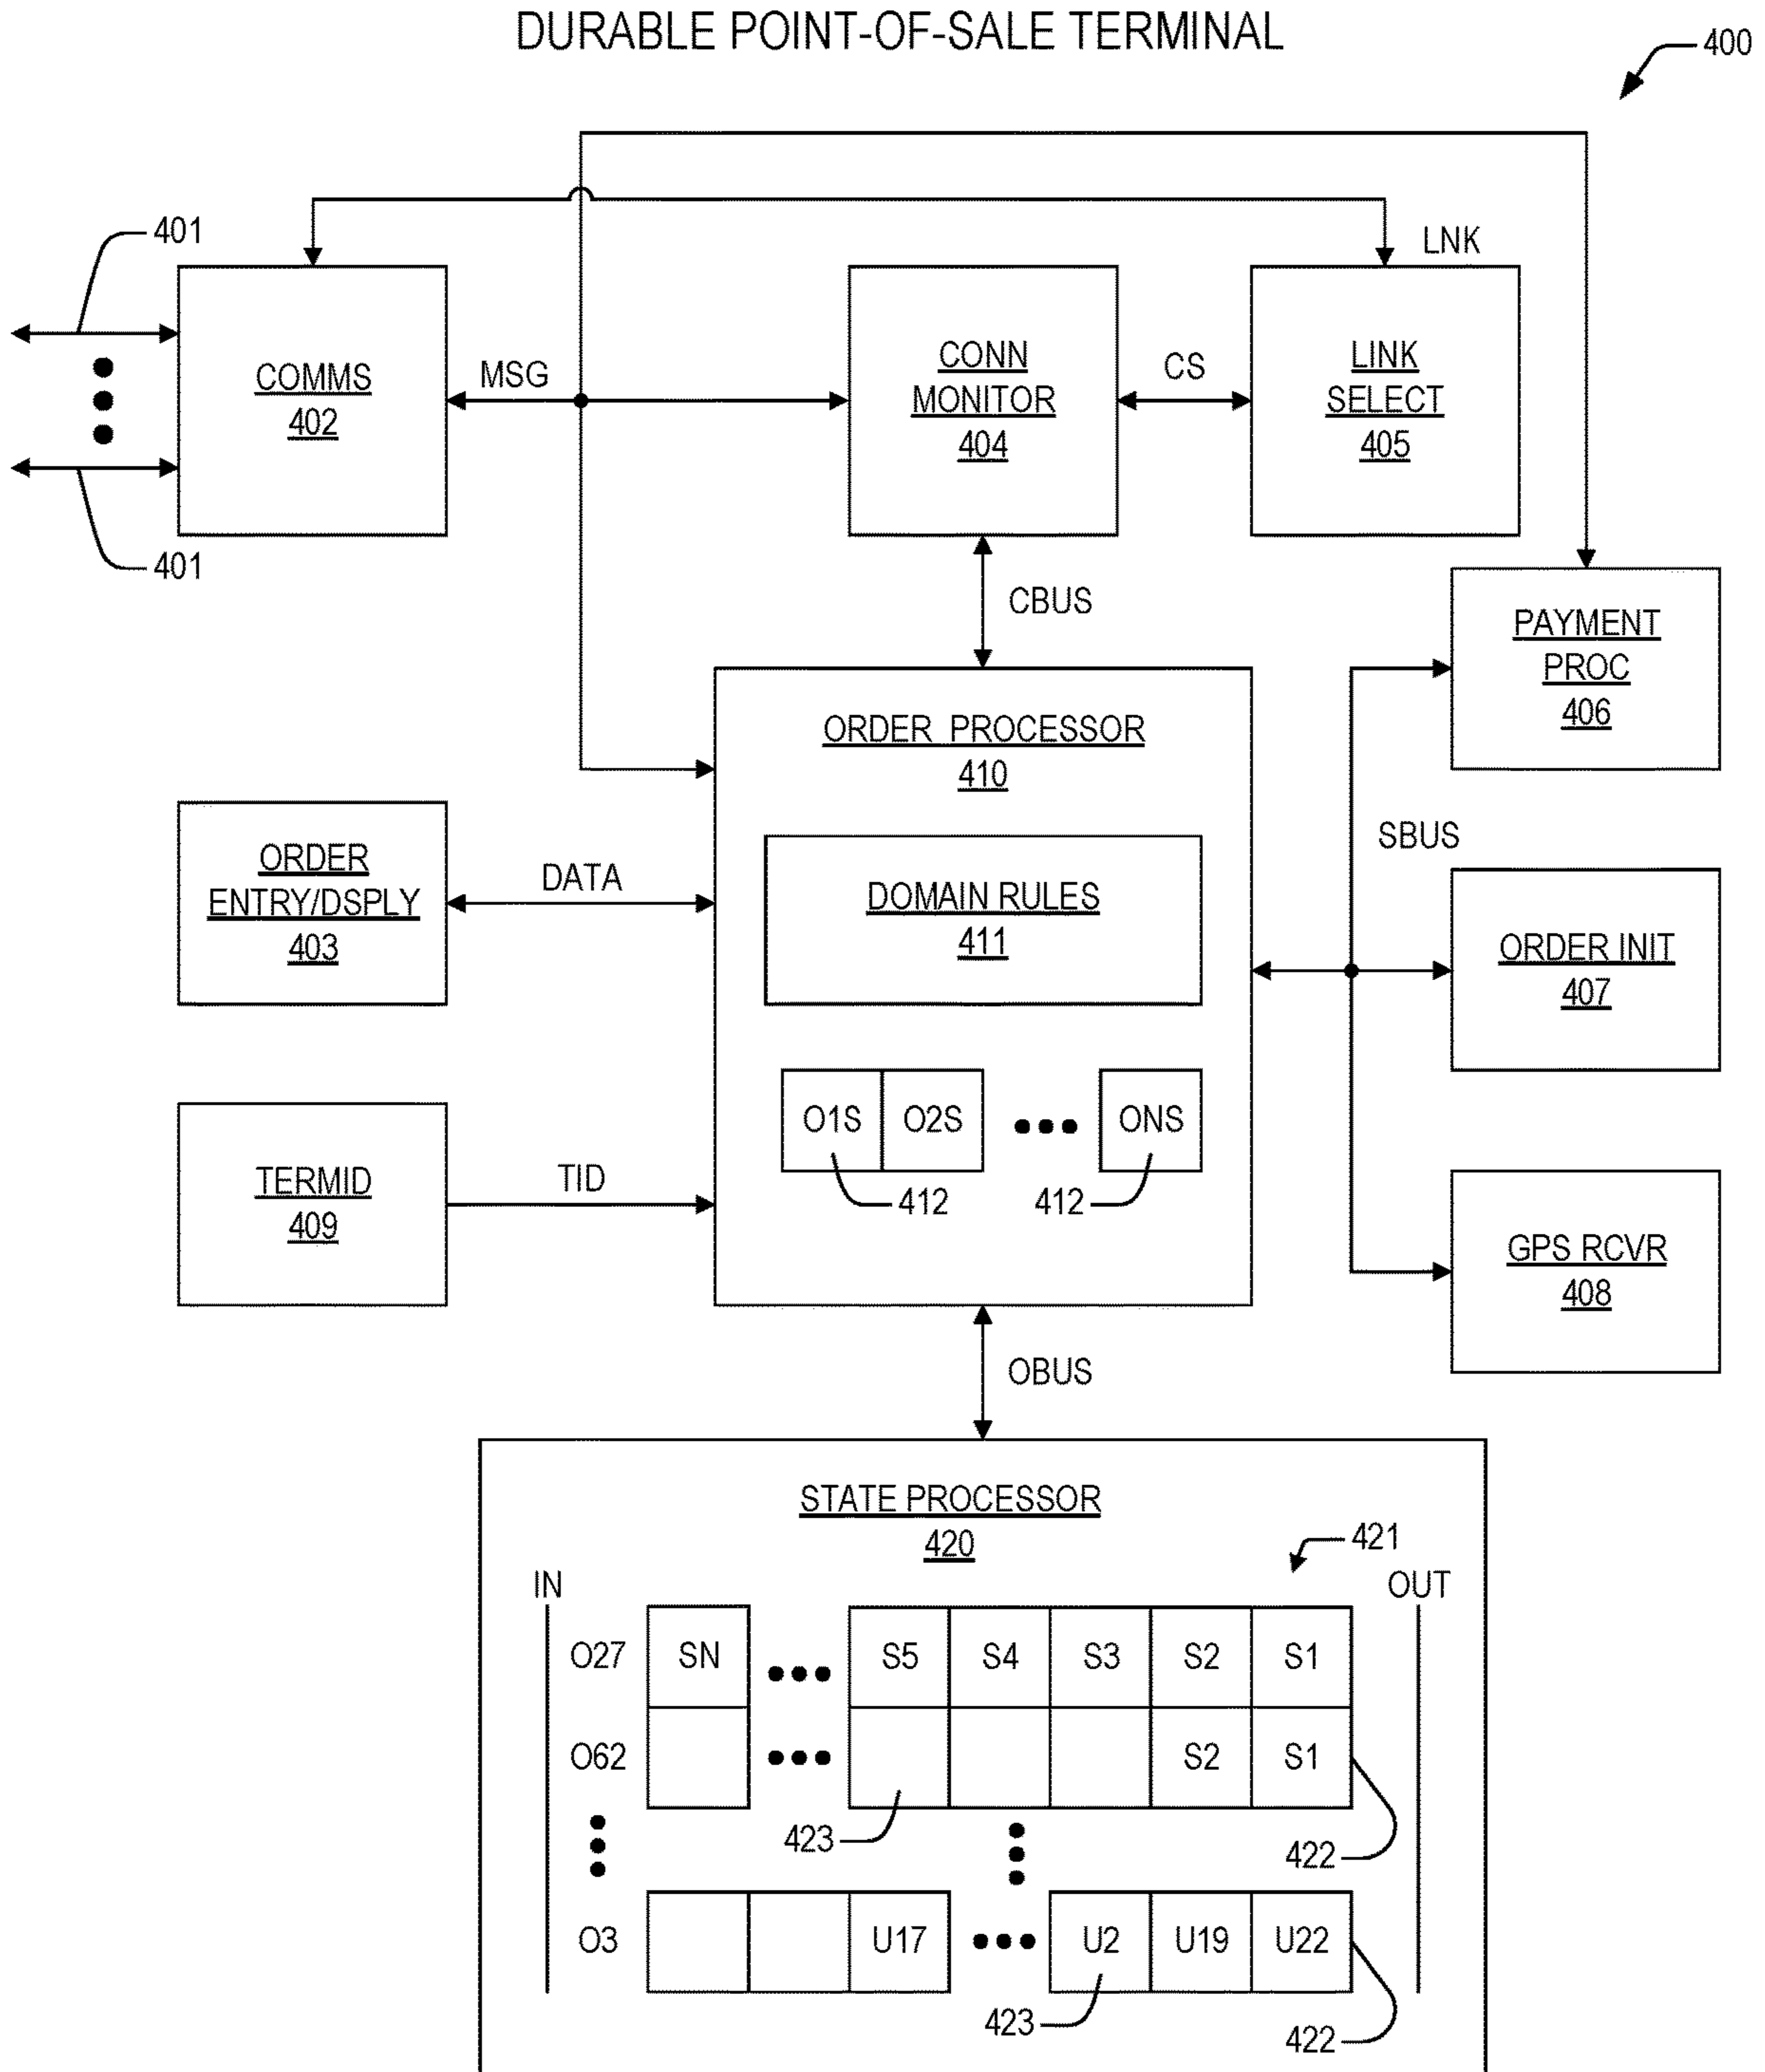 DURABLE POINT-OF-SALE TERMINAL
400
401
LNK
COMMS
402
MSG
CONN
MONITOR
404
CS
LINK
SELECT
405
401
CBUS
PAYMENT
PROC
406
ORDER PROCESSOR
410
SBUS
ORDER
ENTRY/DSPLY
403
DATA
DOMAIN RULES
411
ORDER INIT
407
O1S O2S ONS
412 412
TERMID
409
TID
GPS RCVR
408
OBUS
STATE PROCESSOR
420
421
IN OUT
O27 SN S5 S4 S3 S2 S1
O62 S2 S1
423
422
O3 U17 U2 U19 U22
423
422